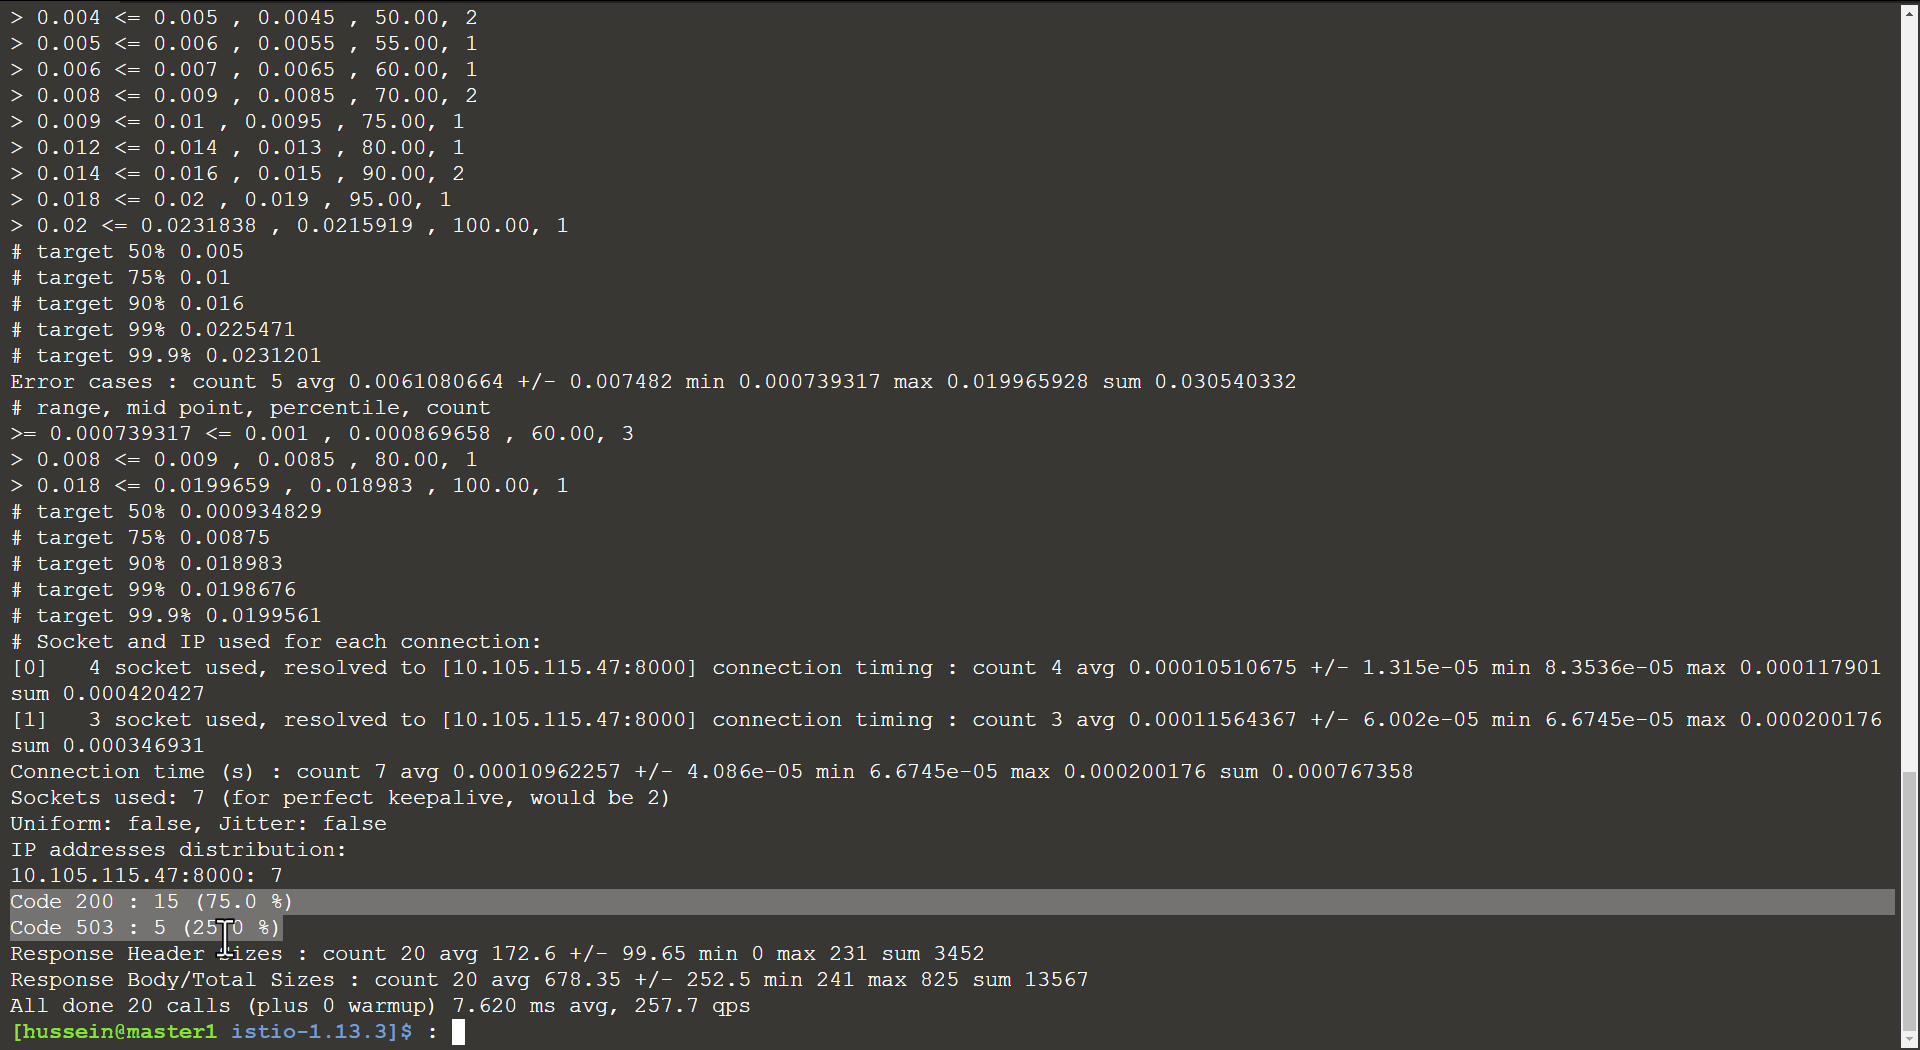 > 0.004 <= 0.005 , 0.0045 , 50.00, 2
> 0.005 <= 0.006 , 0.0055 , 55.00, 1
> 0.006 <= 0.007 , 0.0065 , 60.00, 1
> 0.008 <= 0.009 , 0.0085 , 70.00, 2
> 0.009 <= 0.01 , 0.0095 , 75.00, 1
> 0.012 <= 0.014 , 0.013 , 80.00, 1
> 0.014 <= 0.016 , 0.015 , 90.00, 2
> 0.018 <= 0.02 , 0.019 , 95.00, 1
> 0.02 <= 0.0231838 , 0.0215919 , 100.00, 1
# target 50% 0.005
# target 75% 0.01
# target 90% 0.016
# target 99% 0.0225471
# target 99.9% 0.0231201
Error cases : count 5 avg 0.0061080664 +/- 0.007482 min 0.000739317 max 0.019965928 sum 0.030540332
# range, mid point, percentile, count
>= 0.000739317 <= 0.001 , 0.000869658 , 60.00, 3
> 0.008 <= 0.009 , 0.0085 , 80.00, 1
> 0.018 <= 0.0199659 , 0.018983 , 100.00, 1
# target 50% 0.000934829
# target 75% 0.00875
# target 90% 0.018983
# target 99% 0.0198676
# target 99.9% 0.0199561
# Socket and IP used for each connection:
[0]   4 socket used, resolved to [10.105.115.47:8000] connection timing : count 4 avg 0.00010510675 +/- 1.315e-05 min 8.3536e-05 max 0.000117901
sum 0.000420427
[1]   3 socket used, resolved to [10.105.115.47:8000] connection timing : count 3 avg 0.00011564367 +/- 6.002e-05 min 6.6745e-05 max 0.000200176
sum 0.000346931
Connection time (s) : count 7 avg 0.00010962257 +/- 4.086e-05 min 6.6745e-05 max 0.000200176 sum 0.000767358
Sockets used: 7 (for perfect keepalive, would be 2)
Uniform: false, Jitter: false
IP addresses distribution:
10.105.115.47:8000: 7
Code 200 : 15 (75.0 %)
Code 503 : 5 (25.0 %)
Response Header Sizes : count 20 avg 172.6 +/- 99.65 min 0 max 231 sum 3452
Response Body/Total Sizes : count 20 avg 678.35 +/- 252.5 min 241 max 825 sum 13567
All done 20 calls (plus 0 warmup) 7.620 ms avg, 257.7 qps
[hussein@master1 istio-1.13.3]$ :